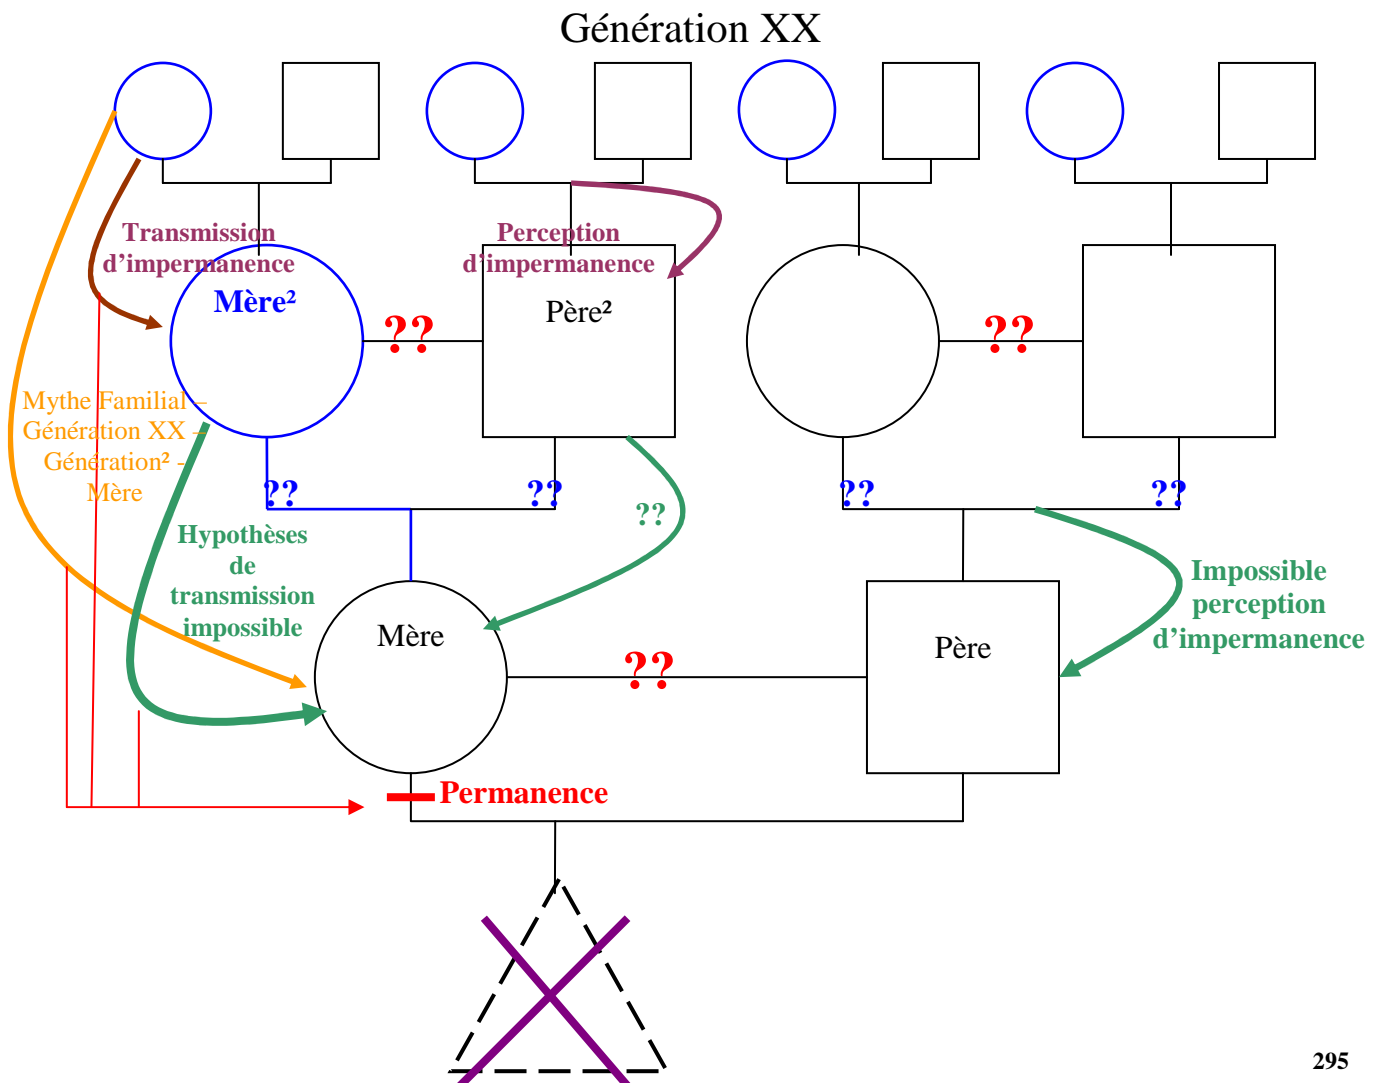 Génération XX
Transmission
d’impermanence
Perception
d’impermanence
Mère²
Père²
??
??
Mythe Familial –
Génération XX –
Génération² -
Mère
??
??
??
??
??
Hypothèses
de
transmission
impossible
Impossible
perception
d’impermanence
Mère
Père
??
Permanence
295